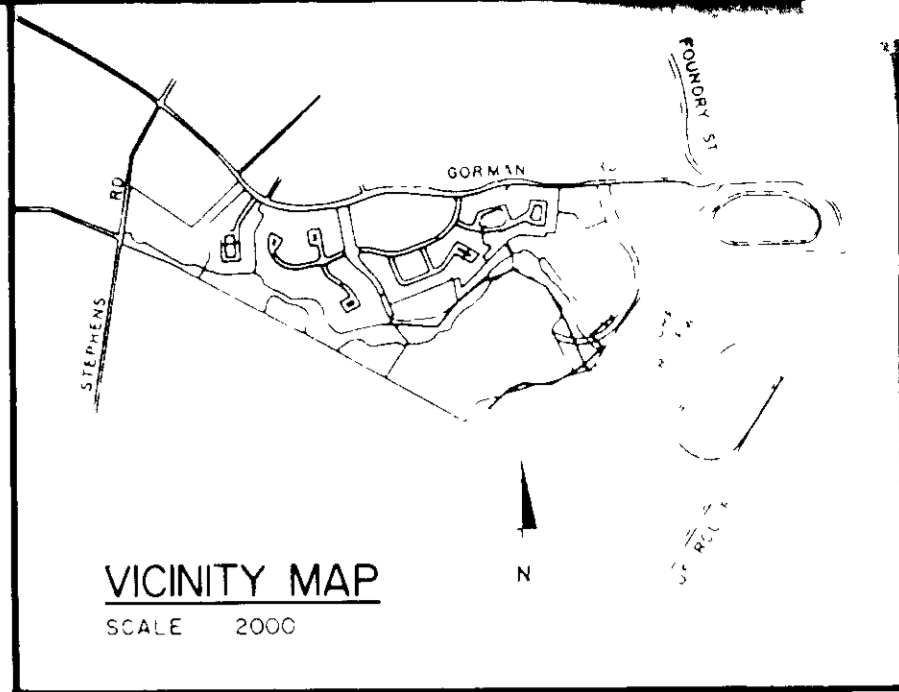 FOUNDRY ST
GORMAN
RD
STEPHENS
N
VICINITY MAP
SCALE 2000